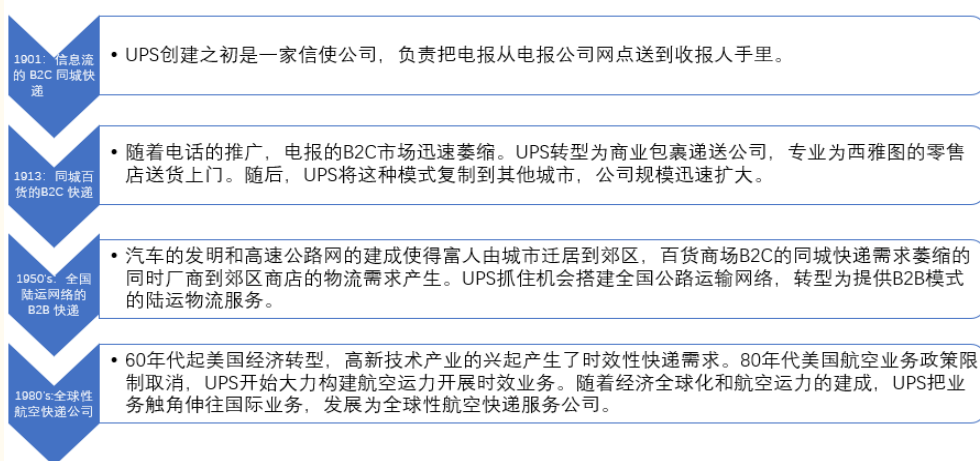 1901：信息流
的 B2C 同城快
递
• UPS创建之初是一家信使公司，负责把电报从电报公司网点送到收报人手里。
1913：同城百
货的B2C 快递
• 随着电话的推广，电报的B2C市场迅速萎缩。UPS转型为商业包裹递送公司，专业为西雅图的零售
店送货上门。随后，UPS将这种模式复制到其他城市，公司规模迅速扩大。
1950's：全国
陆运网络的
B2B 快递
• 汽车的发明和高速公路网的建成使得富人由城市迁居到郊区，百货商场B2C的同城快递需求萎缩的
同时厂商到郊区商店的物流需求产生。UPS抓住机会搭建全国公路运输网络，转型为提供B2B模式
的陆运物流服务。
1980's:全球性
航空快递公司
• 60年代起美国经济转型，高新技术产业的兴起产生了时效性快递需求。80年代美国航空业务政策限
制取消，UPS开始大力构建航空运力开展时效业务。随着经济全球化和航空运力的建成，UPS把业
务触角伸往国际业务，发展为全球性航空快递服务公司。